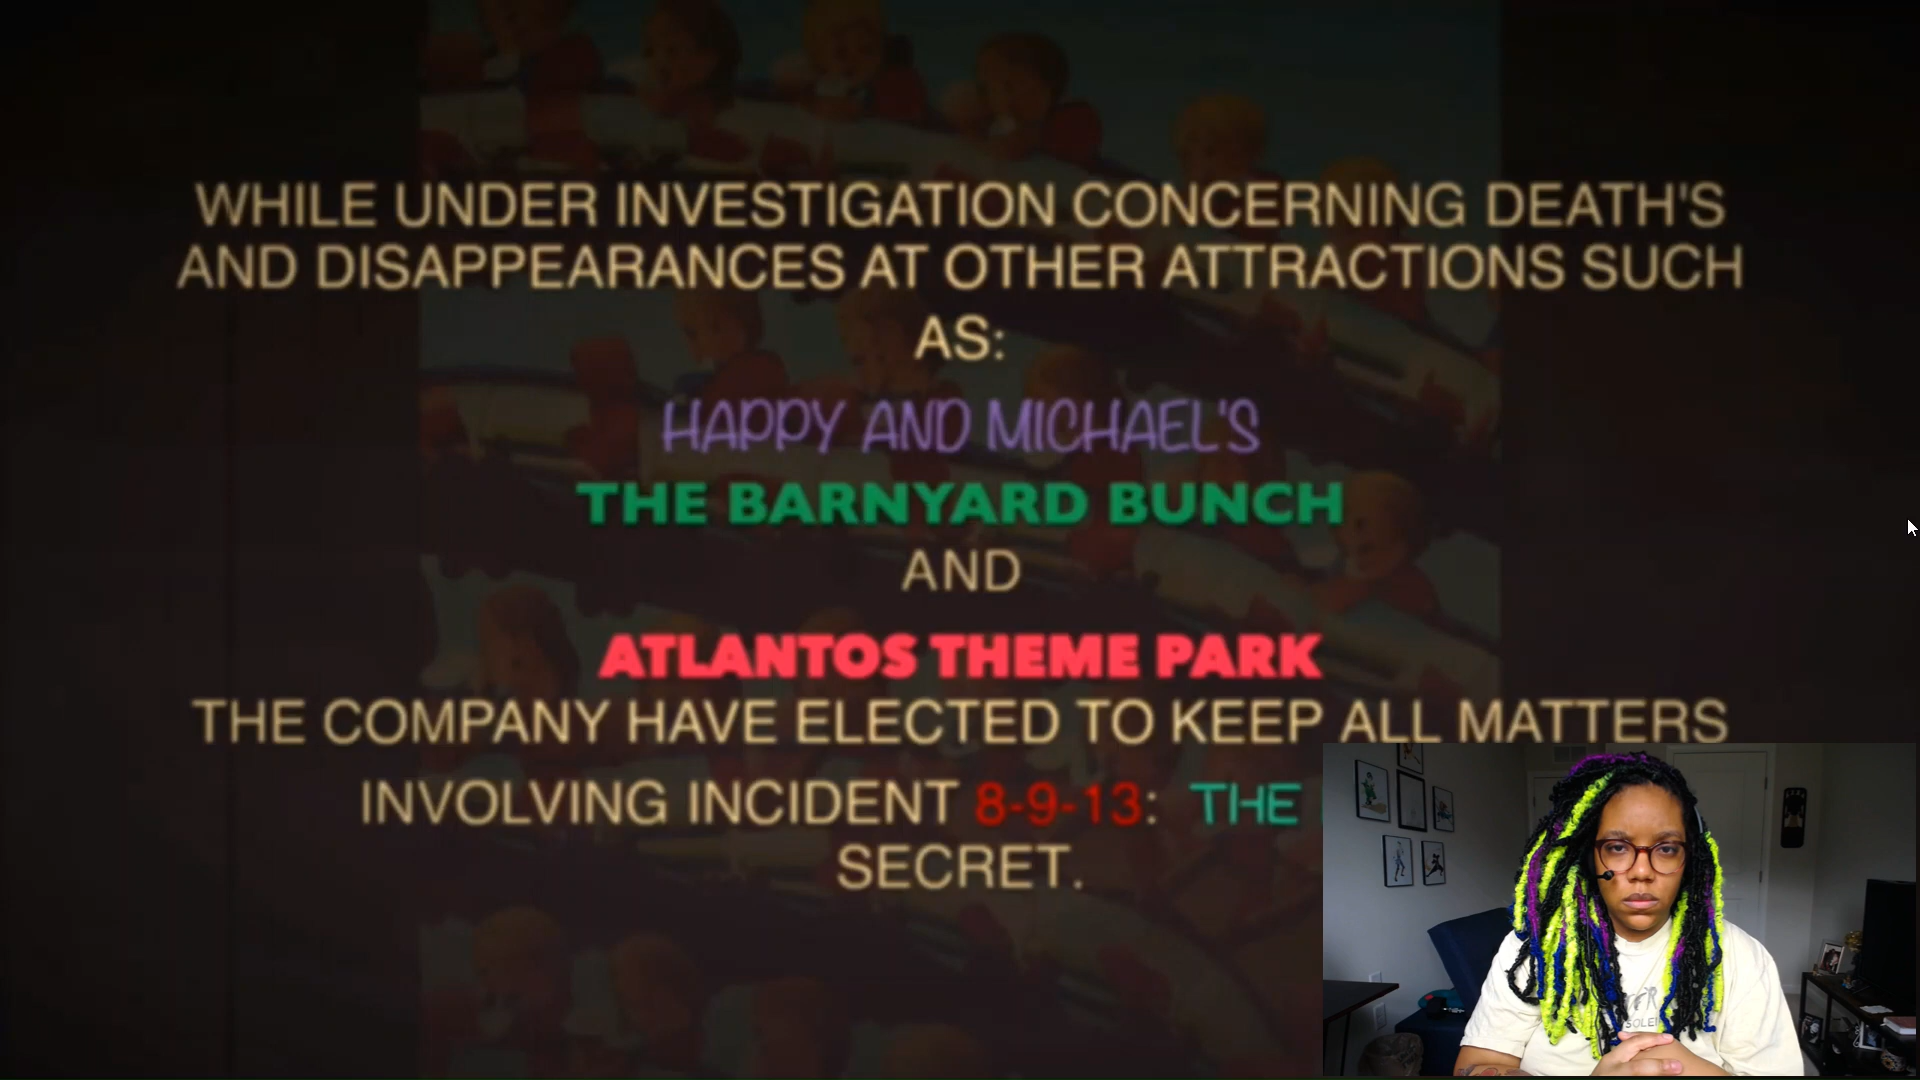 WHILE UNDER INVESTIGATION CONCERNING DEATH'S
AND DISAPPEARANCES AT OTHER ATTRACTIONS SUCH
AS:
HAPPY AND MICHAEL'S
THE BARNYARD BUNCH
AND
ATLANTOS THEME PARK
THE COMPANY HAVE ELECTED TO KEEP ALL MATTERS
INVOLVING INCIDENT 8-9-13: THE
SECRET.
SOLEI